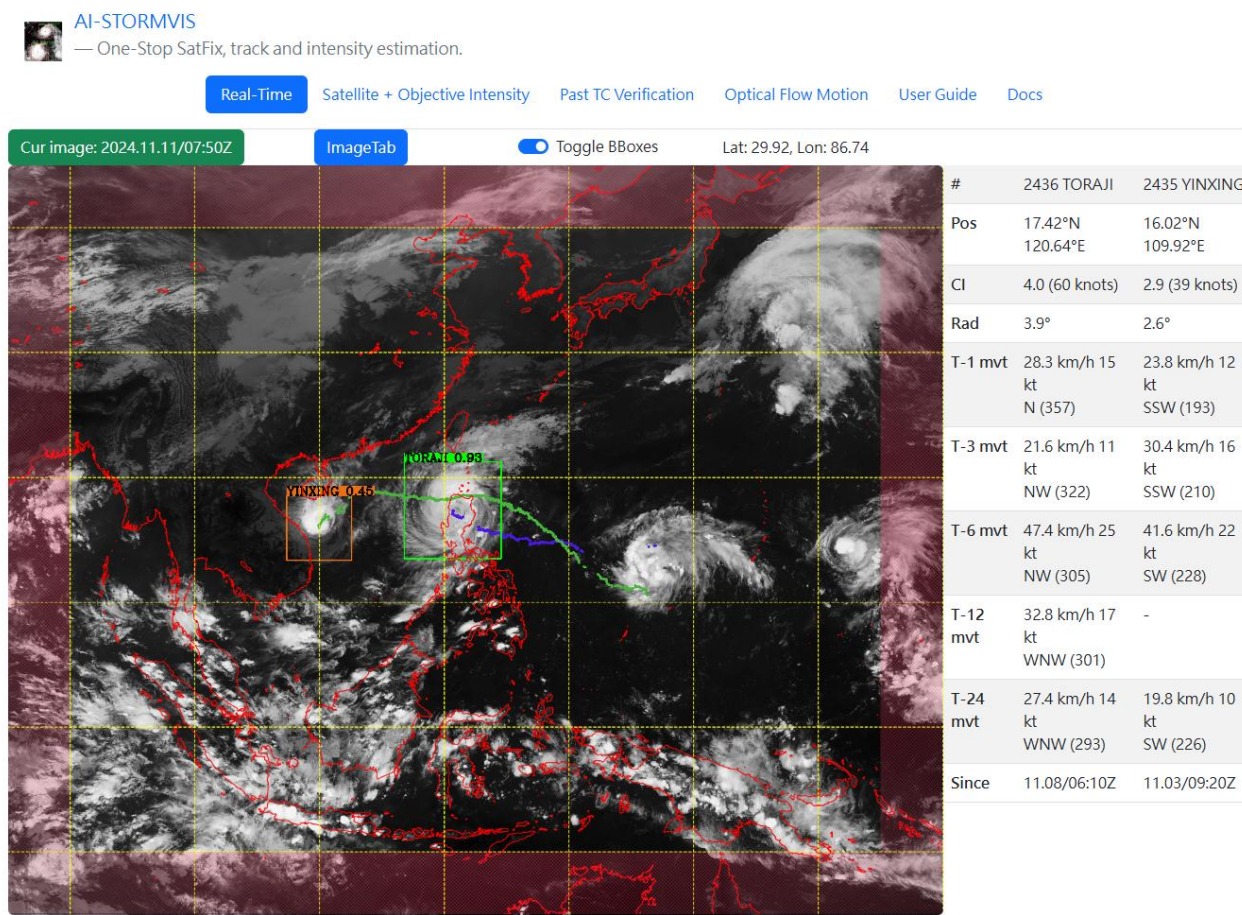 AI-STORMVIS
— One-Stop SatFix, track and intensity estimation.
Real-Time Satellite + Objective Intensity Past TC Verification Optical Flow Motion User Guide Docs
Cur image: 2024.11.11/07:50Z ImageTab Toggle BBoxes Lat: 29.92, Lon: 86.74
TORAJI 0.93
YINXING 0.45
# 2436 TORAJI 2435 YINXING
Pos 17.42°N 16.02°N
120.64°E 109.92°E
CI 4.0 (60 knots) 2.9 (39 knots)
Rad 3.9° 2.6°
T-1 mvt 28.3 km/h 15 23.8 km/h 12
kt kt
N (357) SSW (193)
T-3 mvt 21.6 km/h 11 30.4 km/h 16
kt kt
NW (322) SSW (210)
T-6 mvt 47.4 km/h 25 41.6 km/h 22
kt kt
NW (305) SW (228)
T-12 32.8 km/h 17 -
mvt kt
WNW (301)
T-24 27.4 km/h 14 19.8 km/h 10
mvt kt kt
WNW (293) SW (226)
Since 11.08/06:10Z 11.03/09:20Z